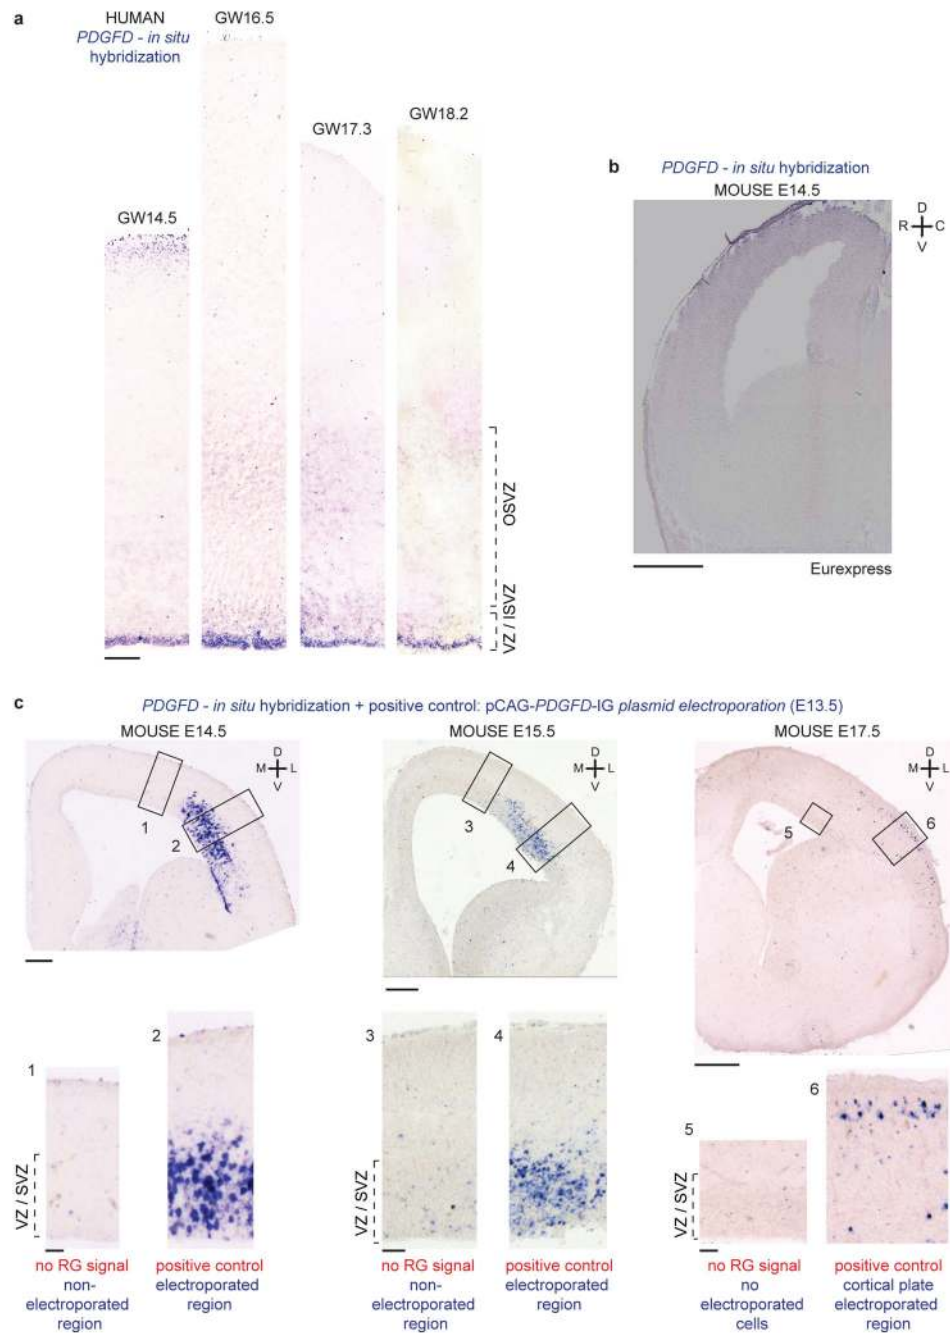 a
HUMAN
PDGFD - in situ
hybridization
GW14.5
GW16.5
GW17.3
GW18.2
OSVZ
VZ / ISVZ
b
PDGFD - in situ hybridization
MOUSE E14.5
D
R C
V
Eurexpress
c
PDGFD - in situ hybridization + positive control: pCAG-PDGFD-IG plasmid electroporation (E13.5)
MOUSE E14.5
D
M L
V
1
2
MOUSE E15.5
D
M L
V
3
4
MOUSE E17.5
D
M L
V
5
6
1
2
VZ / SVZ
no RG signal
non-
electroporated
region
positive control
electroporated
region
3
4
VZ / SVZ
no RG signal
non-
electroporated
region
positive control
electroporated
region
5
6
VZ / SVZ
no RG signal
no
electroporated
cells
positive control
cortical plate
electroporated
region